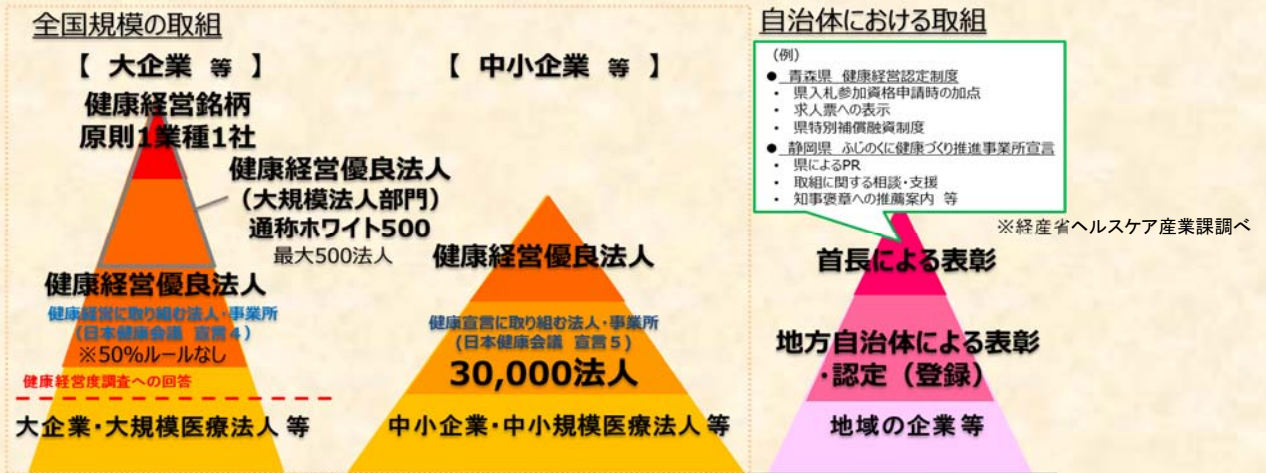 全国規模の取組
【 大企業 等 】
健康経営銘柄
原則1業種1社
健康経営優良法人
（大規模法人部門）
通称ホワイト500
最大500法人
健康経営優良法人
健康経営に取り組む法人・事業所
（日本健康会議 宣言４）
※50%ルールなし
健康経営度調査への回答
大企業・大規模医療法人 等
【 中小企業 等 】
健康経営優良法人
健康宣言に取り組む法人・事業所
（日本健康会議 宣言５）
30,000法人
中小企業・中小規模医療法人 等
自治体における取組
（例）
● 青森県 健康経営認定制度
・ 県入札参加資格申請時の加点
・ 求人票への表示
・ 県特別補償融資制度
● 静岡県 ふじのくに健康づくり推進事業所宣言
・ 県によるPR
・ 取組に関する相談・支援
・ 知事褒章への推薦案内 等
※経産省ヘルスケア産業課調べ
首長による表彰
地方自治体による表彰
・認定（登録）
地域の企業 等